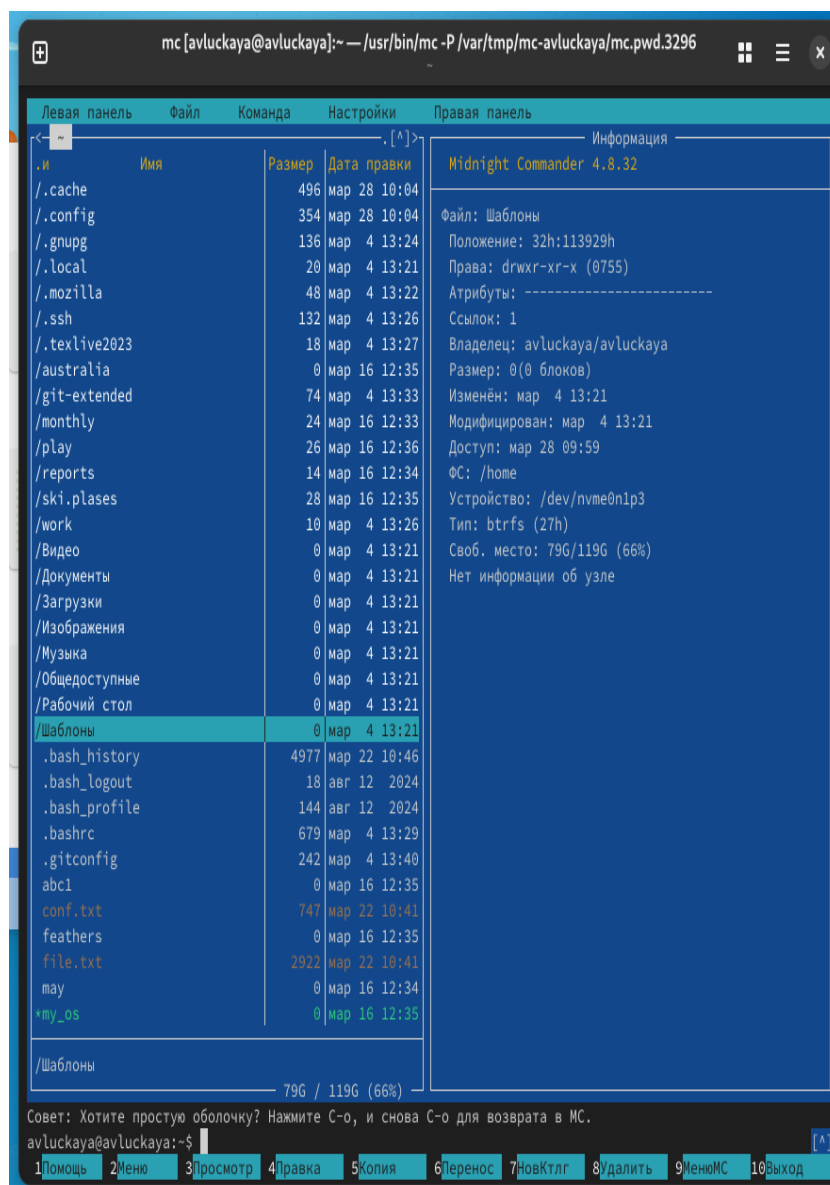 mc [avluckaya@avluckaya]:~ — /usr/bin/mc -P /var/tmp/mc-avluckaya/mc.pwd.3296
~
Левая панель Файл Команда Настройки Правая панель
<- ~ .[^]>
.и Имя Размер Дата правки
/.cache 496 мар 28 10:04
/.config 354 мар 28 10:04
/.gnupg 136 мар 4 13:24
/.local 20 мар 4 13:21
/.mozilla 48 мар 4 13:22
/.ssh 132 мар 4 13:26
/.texlive2023 18 мар 4 13:27
/australia 0 мар 16 12:35
/git-extended 74 мар 4 13:33
/monthly 24 мар 16 12:33
/play 26 мар 16 12:36
/reports 14 мар 16 12:34
/ski.plases 28 мар 16 12:35
/work 10 мар 4 13:26
/Видео 0 мар 4 13:21
/Документы 0 мар 4 13:21
/Загрузки 0 мар 4 13:21
/Изображения 0 мар 4 13:21
/Музыка 0 мар 4 13:21
/Общедоступные 0 мар 4 13:21
/Рабочий стол 0 мар 4 13:21
/Шаблоны 0 мар 4 13:21
.bash_history 4977 мар 22 10:46
.bash_logout 18 авг 12 2024
.bash_profile 144 авг 12 2024
.bashrc 679 мар 4 13:29
.gitconfig 242 мар 4 13:40
abc1 0 мар 16 12:35
conf.txt 747 мар 22 10:41
feathers 0 мар 16 12:35
file.txt 2922 мар 22 10:41
may 0 мар 16 12:34
*my_os 0 мар 16 12:35
/Шаблоны
79G / 119G (66%)
Информация
Midnight Commander 4.8.32
Файл: Шаблоны
Положение: 32h:113929h
Права: drwxr-xr-x (0755)
Атрибуты: -------------------------
Ссылок: 1
Владелец: avluckaya/avluckaya
Размер: 0(0 блоков)
Изменён: мар 4 13:21
Модифицирован: мар 4 13:21
Доступ: мар 28 09:59
ФС: /home
Устройство: /dev/nvme0n1p3
Тип: btrfs (27h)
Своб. место: 79G/119G (66%)
Нет информации об узле
Совет: Хотите простую оболочку? Нажмите C-o, и снова C-o для возврата в MC.
avluckaya@avluckaya:~$ [^]
1Помощь 2Меню 3Просмотр 4Правка 5Копия 6Перенос 7НовКтлг 8Удалить 9МенюMC 10Выход